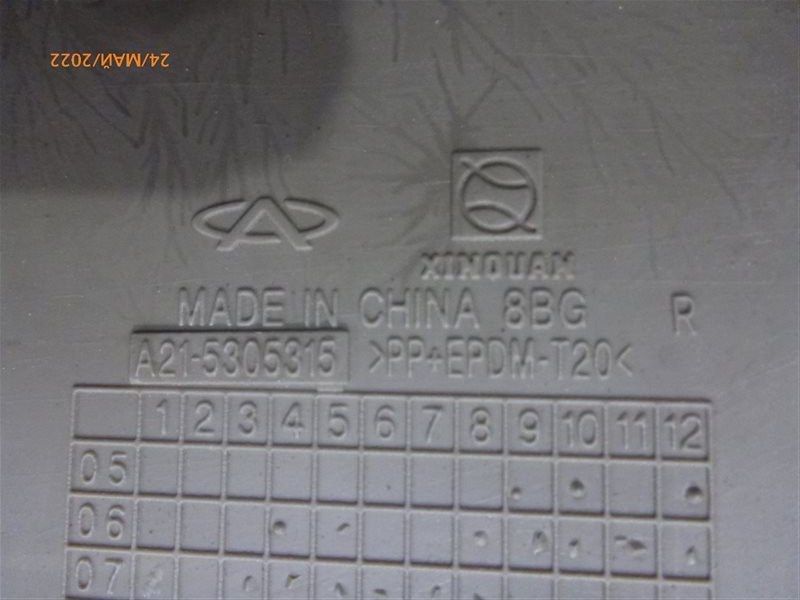 24/МАЙ/2022
XINQUAN
MADE IN CHINA 8BG R
A21-5305315 >PP+EPDM-T20<
1 2 3 4 5 6 7 8 9 10 11 12
05
06
07